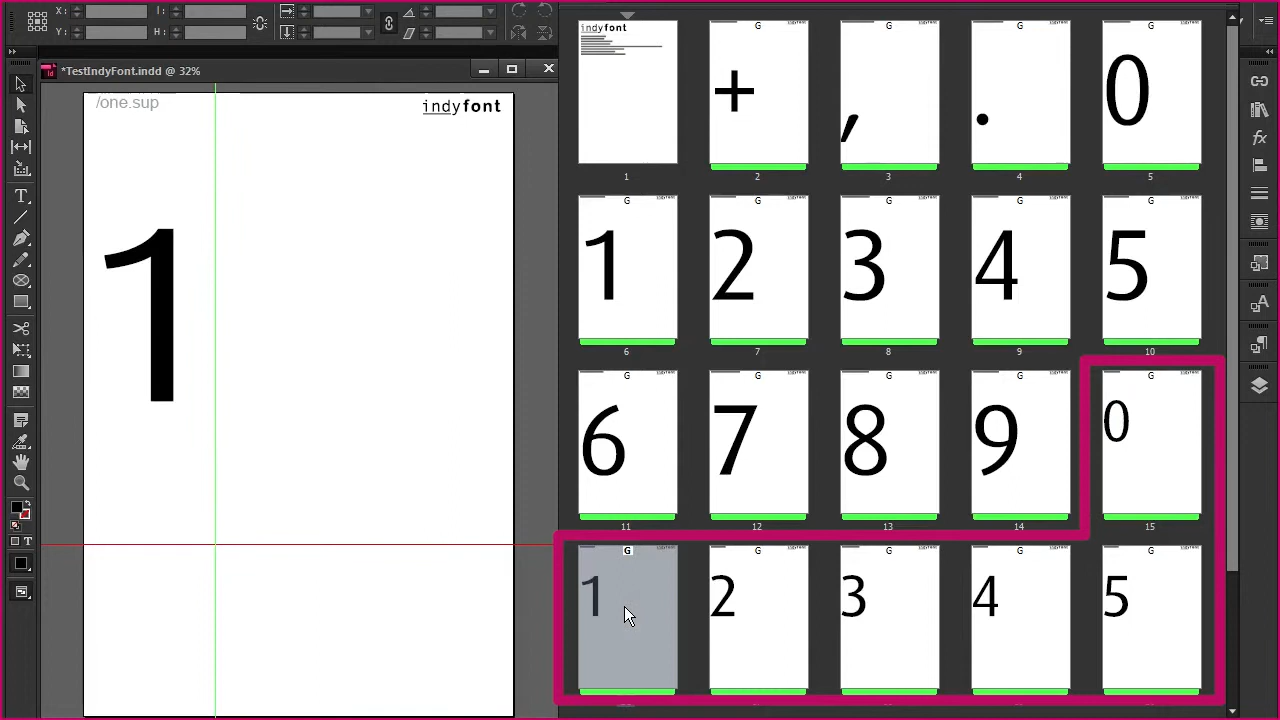 X:
I:
Y:
H:
Id *TestIndyFont.indd @ 32%
/one.sup
indyfont
1
indyfont
1
+
2
,
3
.
4
0
5
G
1
6
G
2
7
G
3
8
G
4
9
G
5
10
G
6
11
G
7
12
G
8
13
G
9
14
G
0
15
G
1
G
2
G
3
G
4
G
5